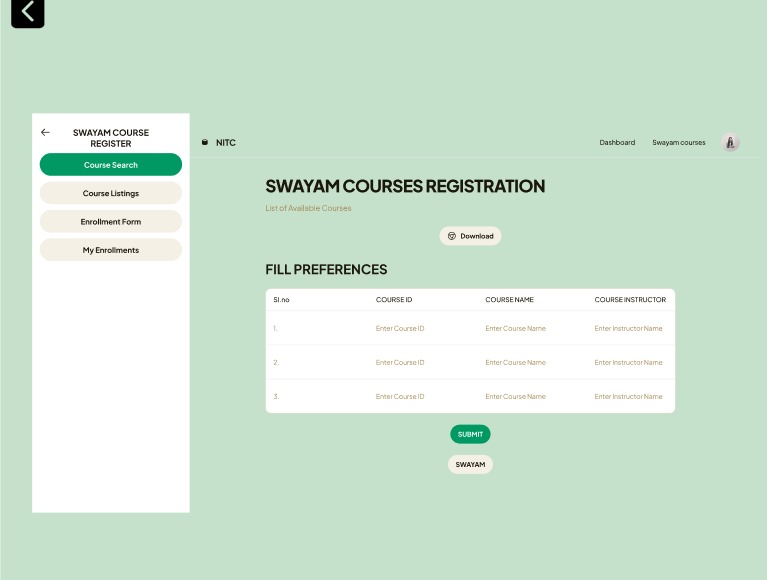 SWAYAM COURSE
REGISTER
Course Search
Course Listings
Enrollment Form
My Enrollments
NITC
Dashboard
Swayam courses
SWAYAM COURSES REGISTRATION
List of Available Courses
Download
FILL PREFERENCES
Sl.no COURSE ID COURSE NAME COURSE INSTRUCTOR
1. Enter Course ID Enter Course Name Enter Instructor Name
2. Enter Course ID Enter Course Name Enter Instructor Name
3. Enter Course ID Enter Course Name Enter Instructor Name
SUBMIT
SWAYAM